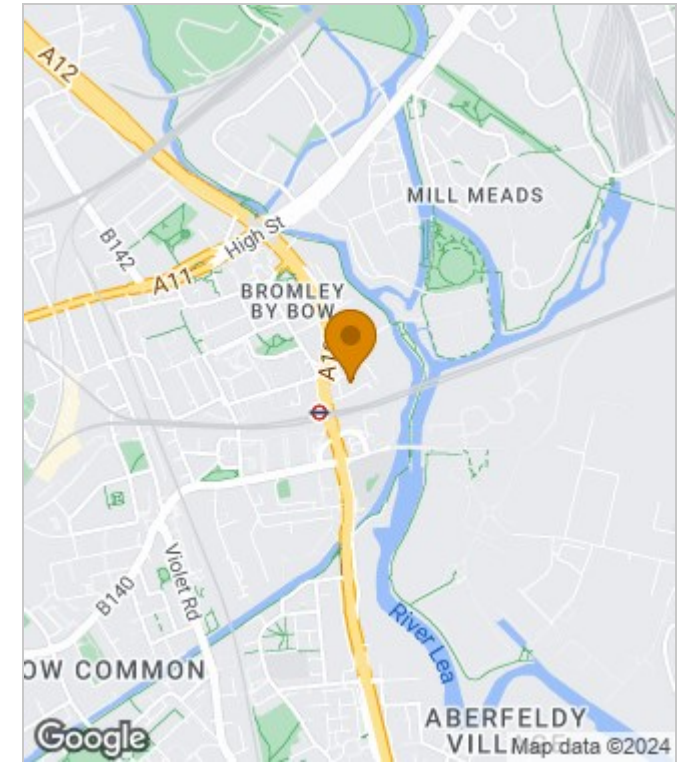 A12
MILL MEADS
B142
High St
A11
BROMLEY
BY BOW
Violet Rd
B140
River Lea
OW COMMON
ABERFELDY
Google
Map data ©2024